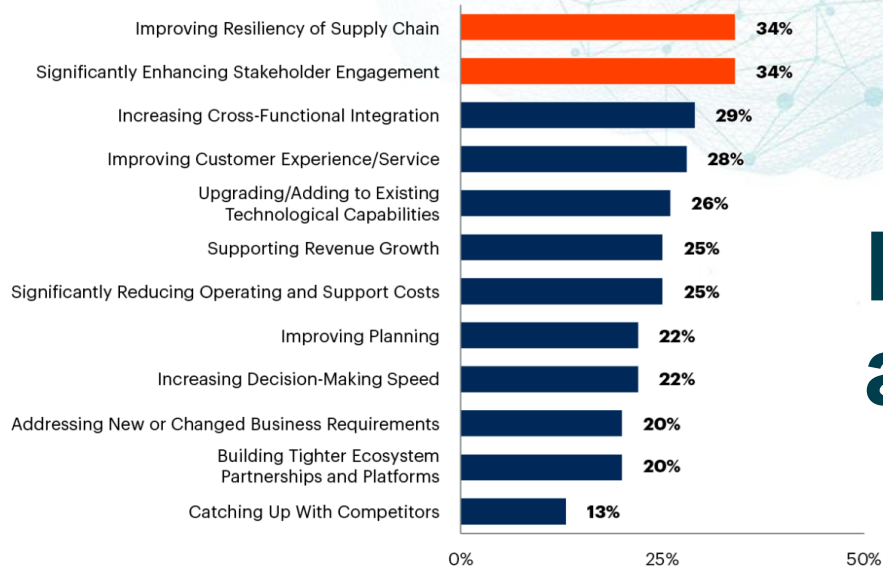 Improving Resiliency of Supply Chain 34%
Significantly Enhancing Stakeholder Engagement 34%
Increasing Cross-Functional Integration 29%
Improving Customer Experience/Service 28%
Upgrading/Adding to Existing
Technological Capabilities 26%
Supporting Revenue Growth 25%
Significantly Reducing Operating and Support Costs 25%
Improving Planning 22%
Increasing Decision-Making Speed 22%
Addressing New or Changed Business Requirements 20%
Building Tighter Ecosystem
Partnerships and Platforms 20%
Catching Up With Competitors 13%
0% 25% 50%